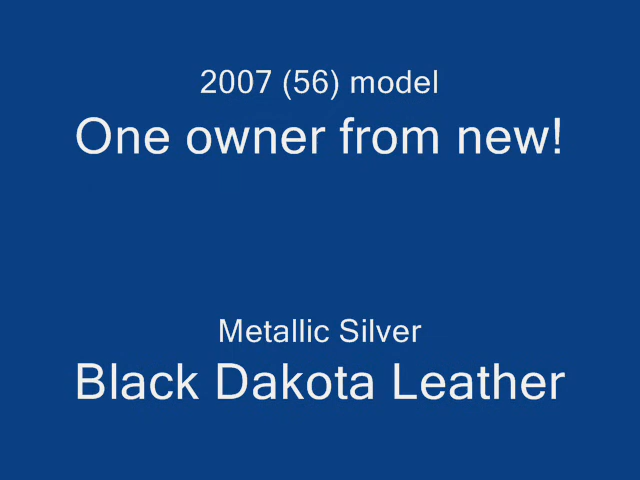 2007 (56) model
One owner from new!
Metallic Silver
Black Dakota Leather